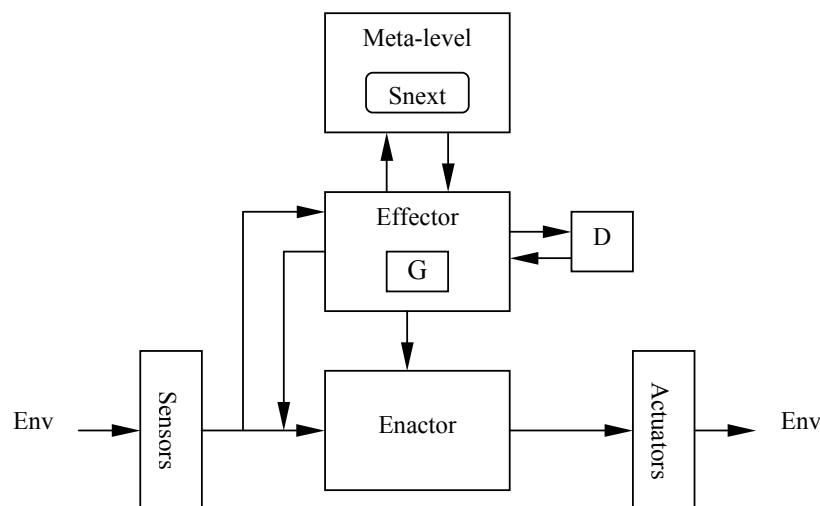 Meta-level
Snext
Effector
G
D
Env
Sensors
Enactor
Actuators
Env